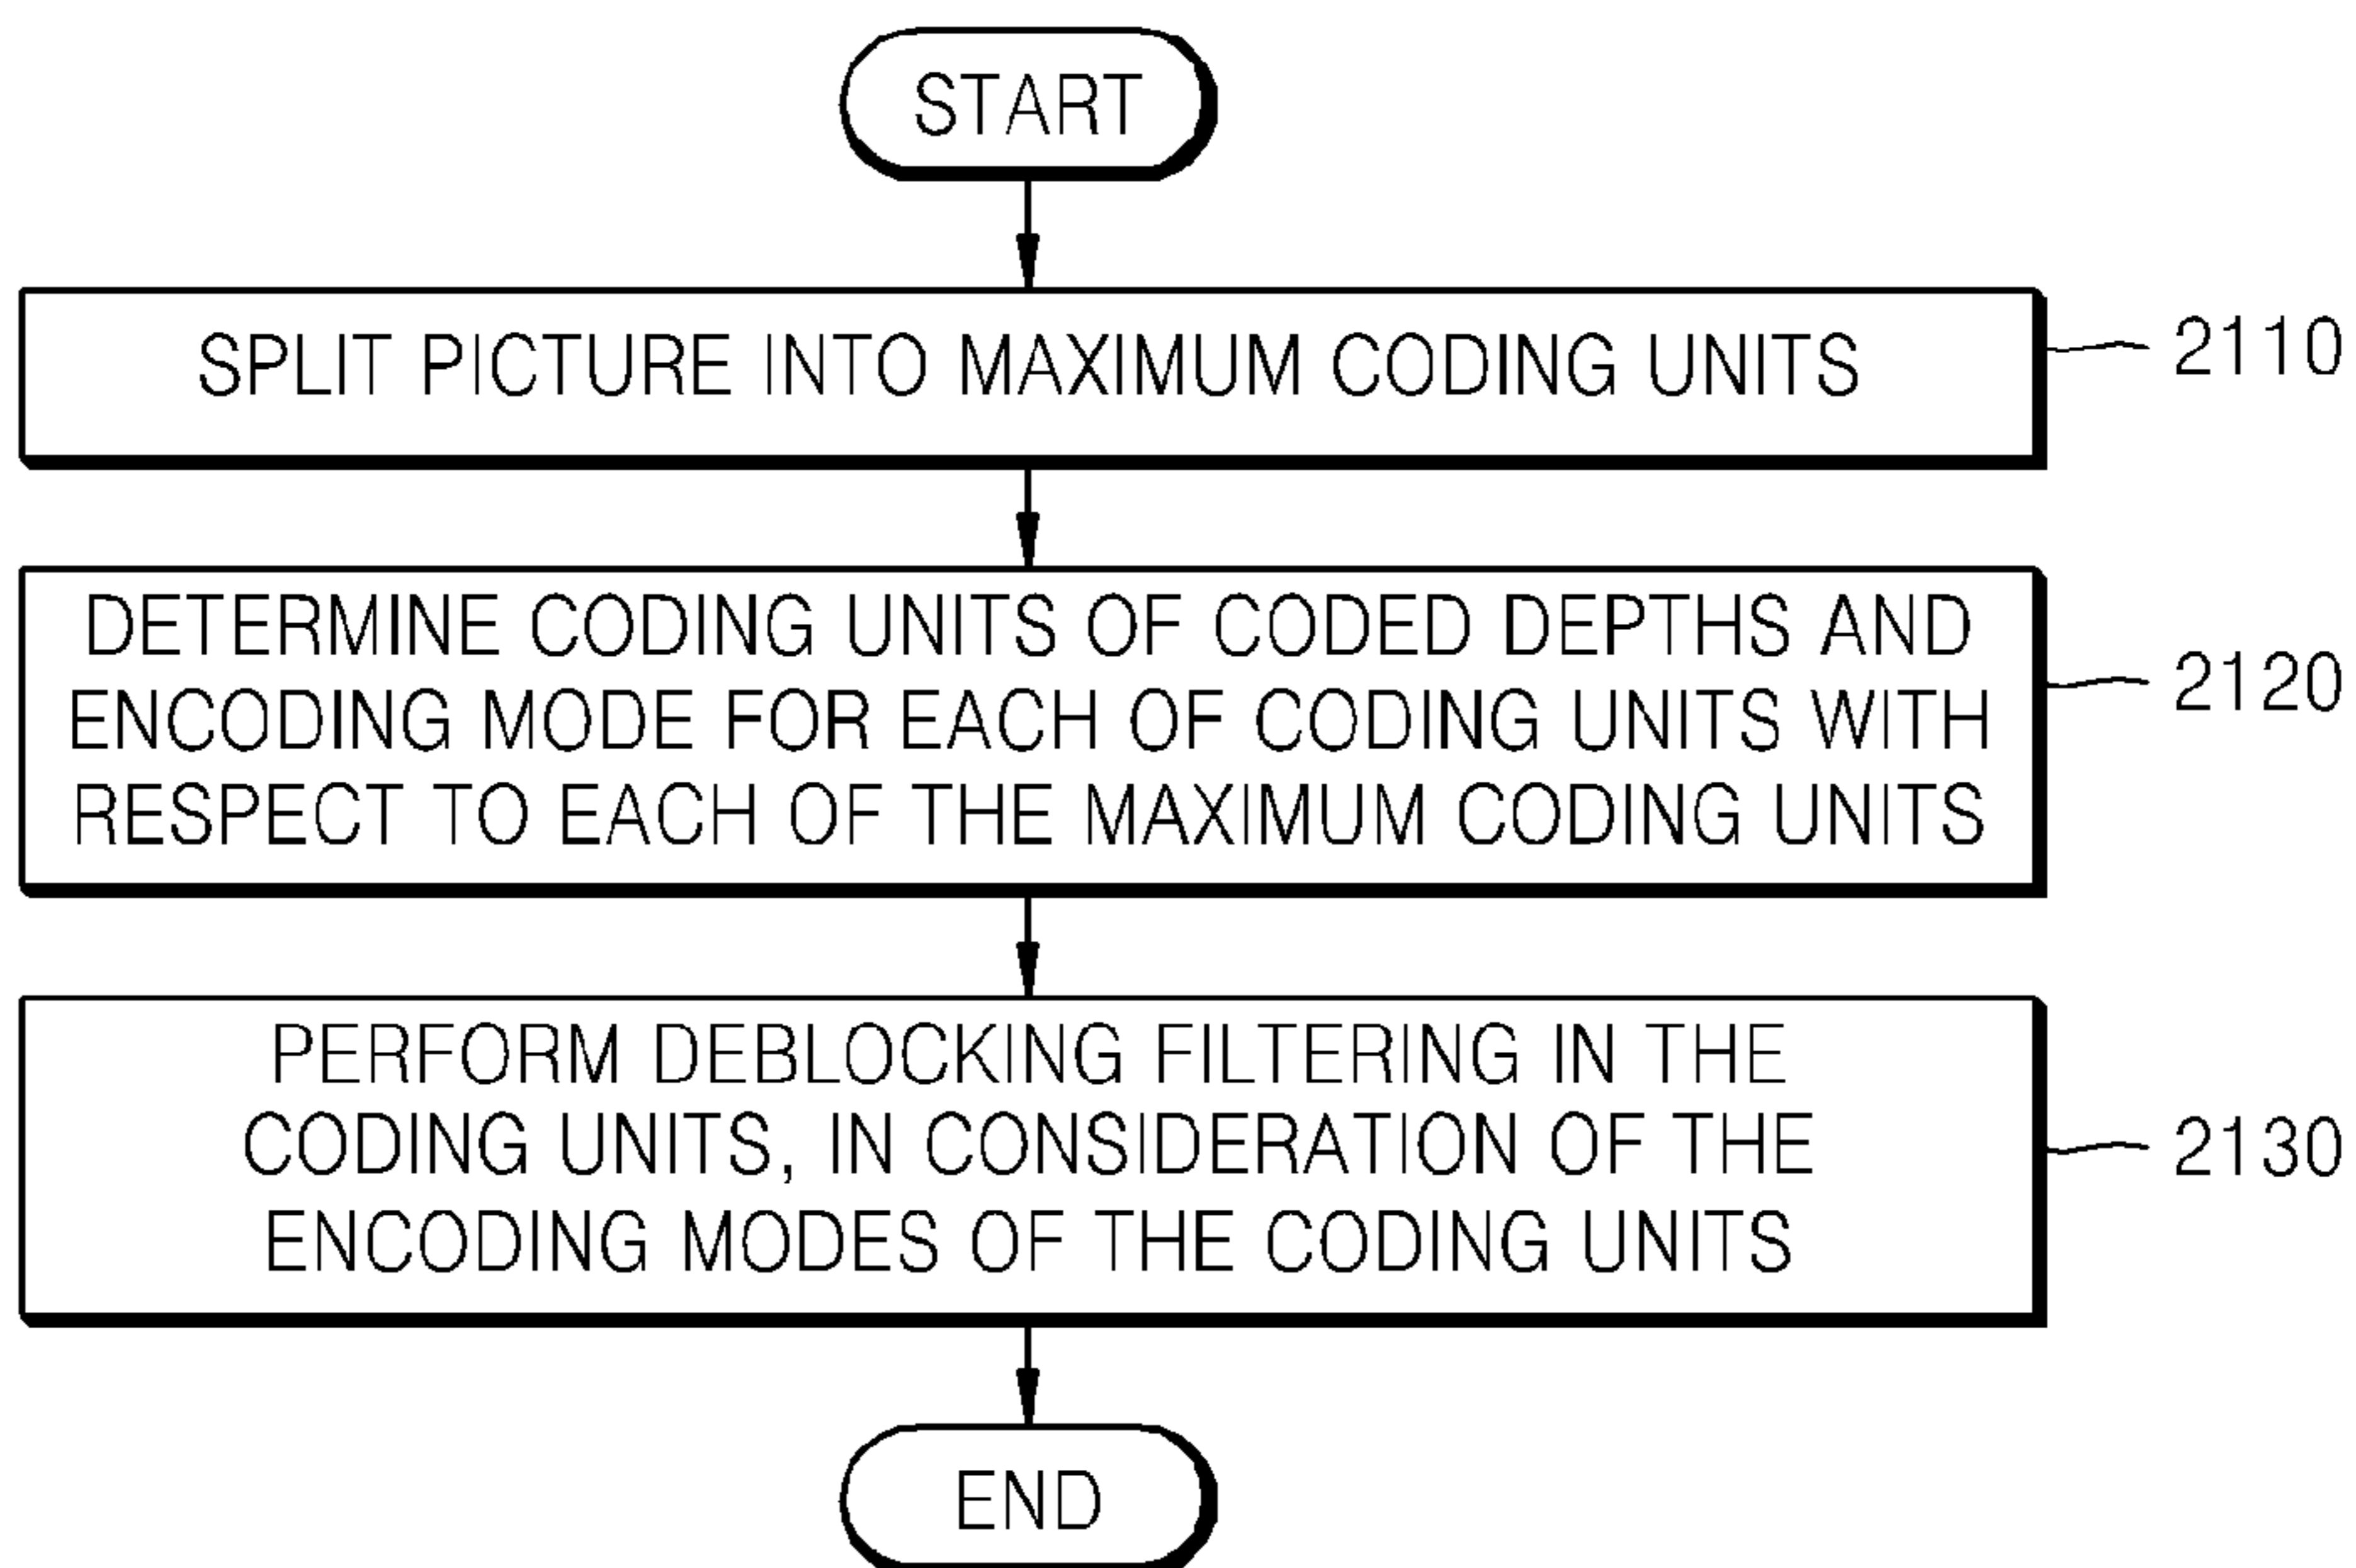 START
SPLIT PICTURE INTO MAXIMUM CODING UNITS
2110
DETERMINE CODING UNITS OF CODED DEPTHS AND
ENCODING MODE FOR EACH OF CODING UNITS WITH
RESPECT TO EACH OF THE MAXIMUM CODING UNITS
2120
PERFORM DEBLOCKING FILTERING IN THE
CODING UNITS, IN CONSIDERATION OF THE
ENCODING MODES OF THE CODING UNITS
2130
END